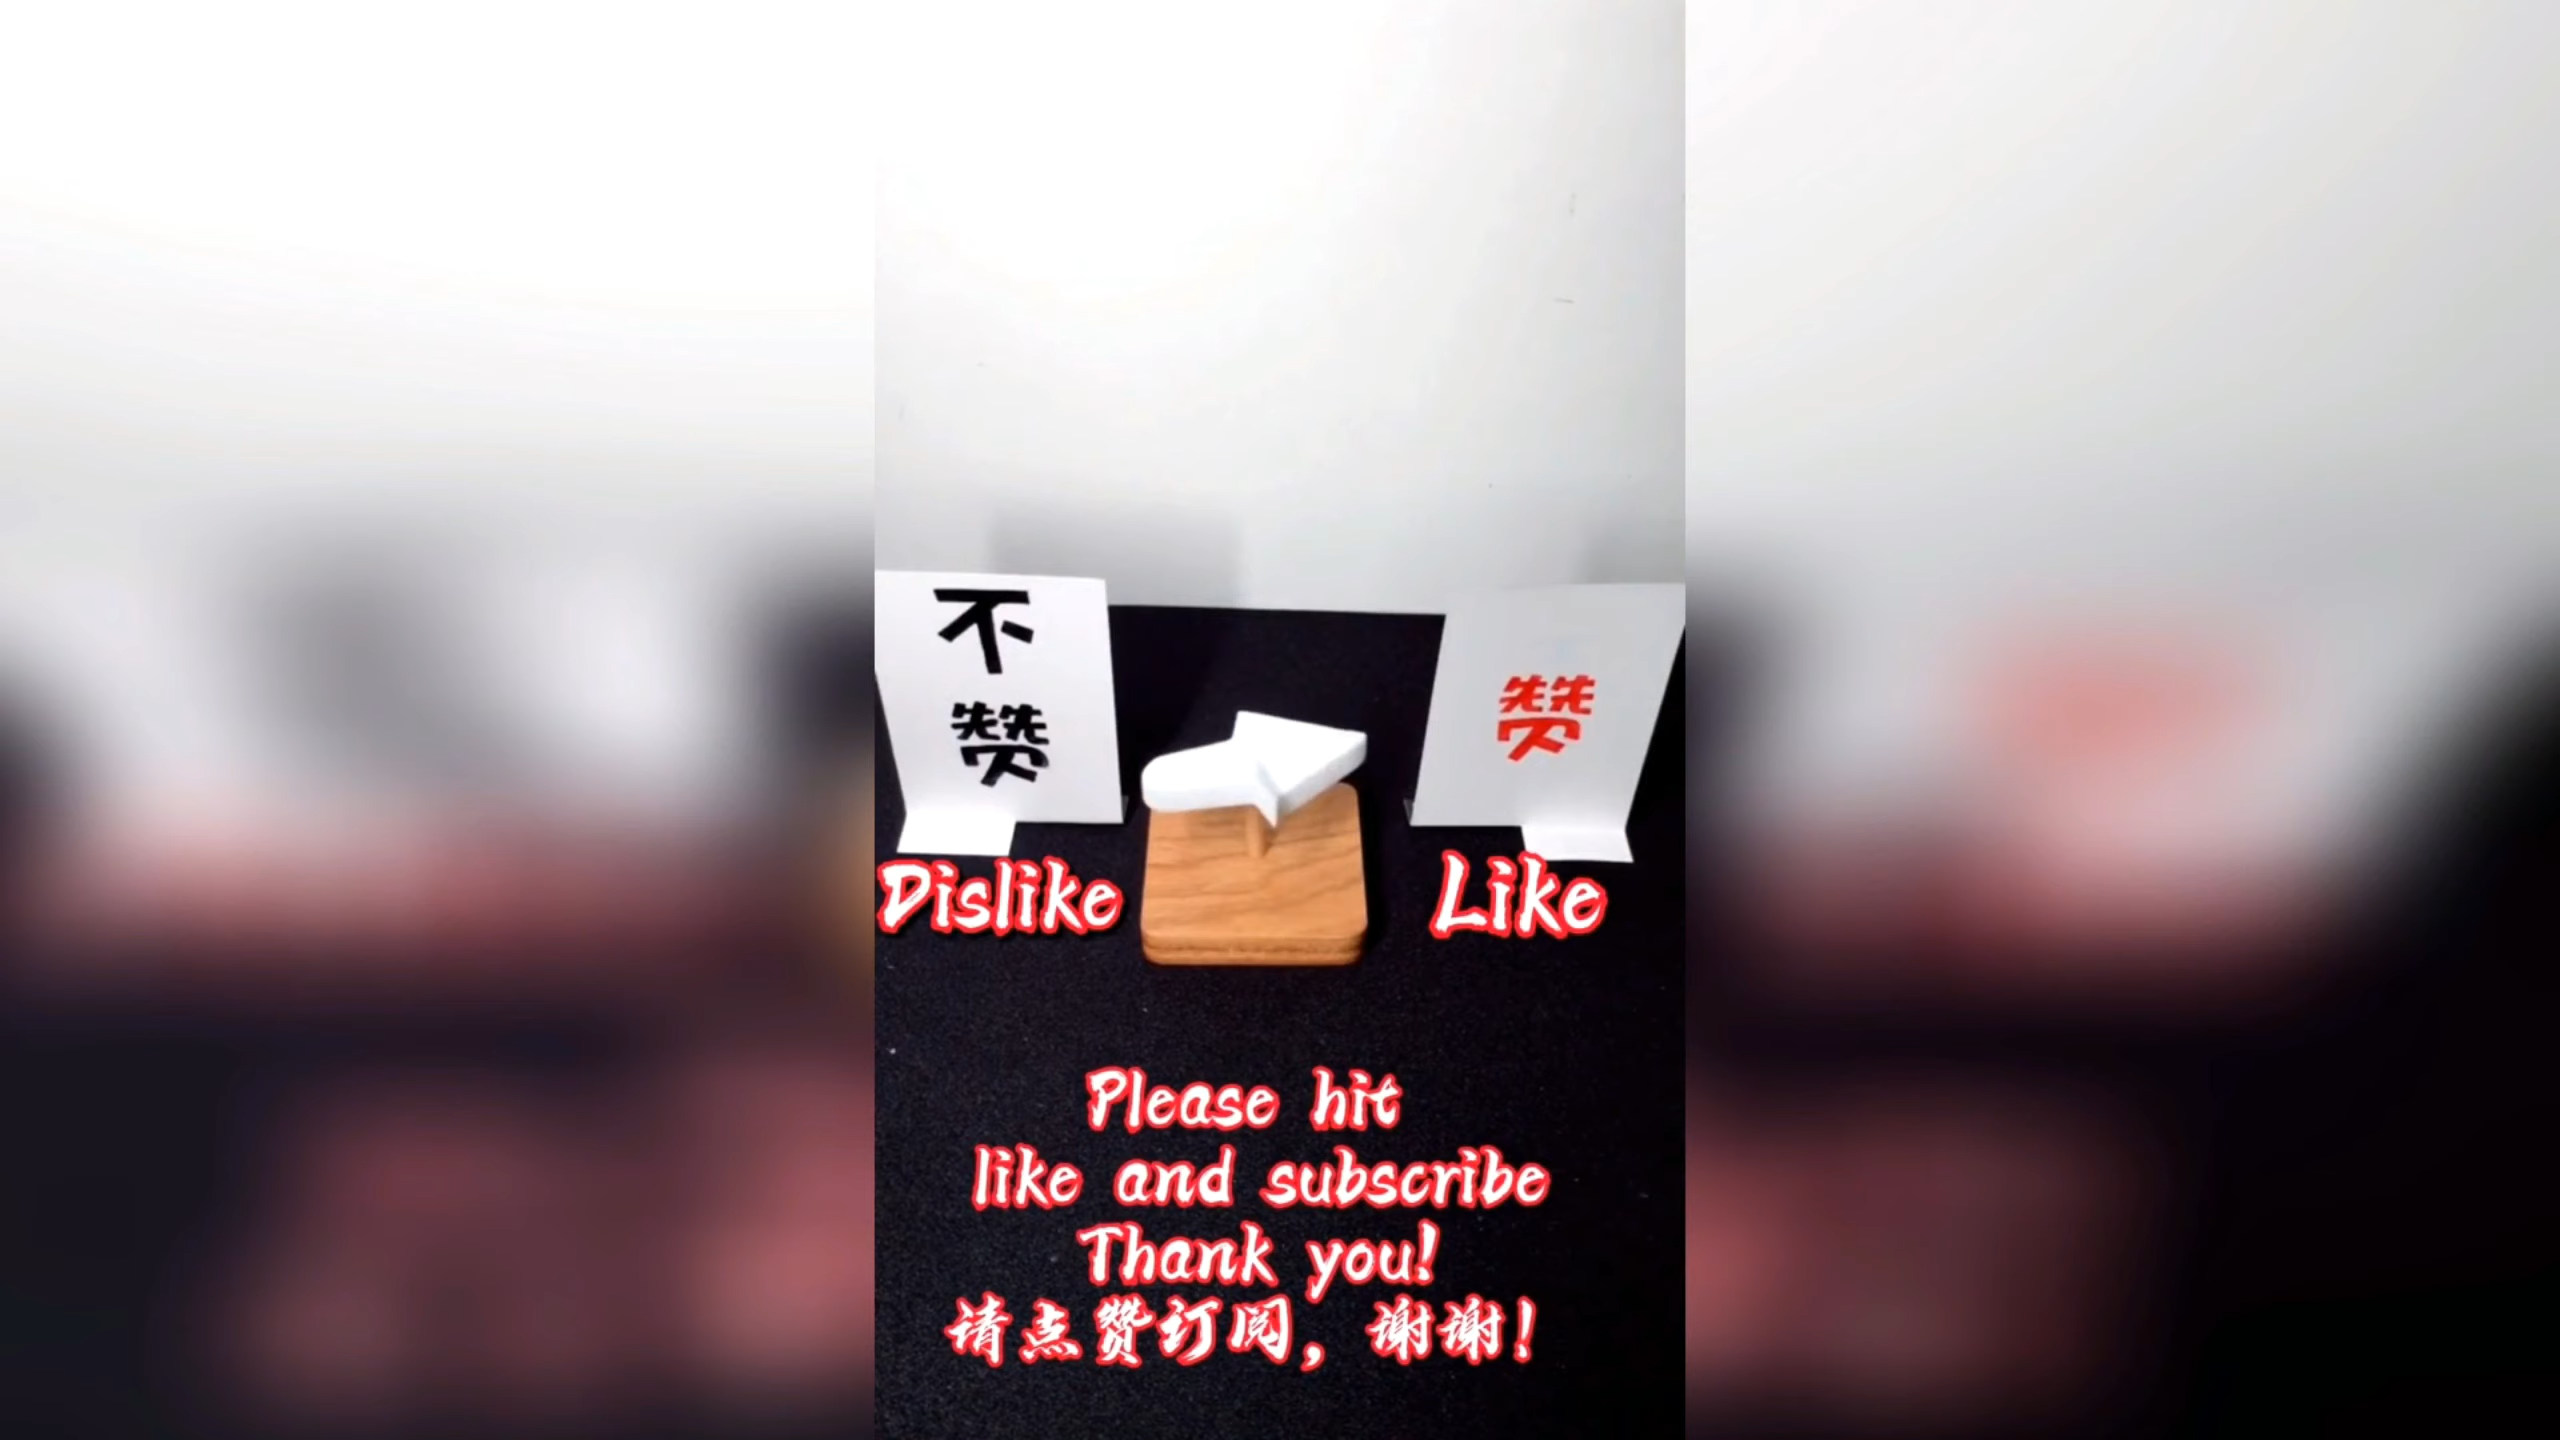 不
赞
赞
Dislike
Like
Please hit
like and subscribe
Thank you!
请点赞订阅，谢谢！